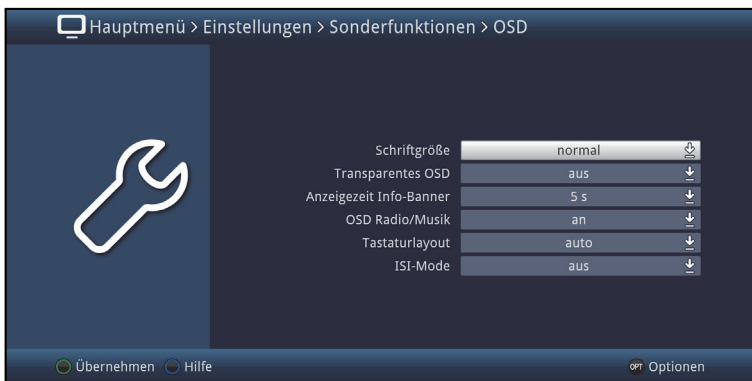 Hauptmenü > Einstellungen > Sonderfunktionen > OSD
Schriftgröße normal
Transparentes OSD aus
Anzeigezeit Info-Banner 5 s
OSD Radio/Musik an
Tastaturlayout auto
ISI-Mode aus
Übernehmen Hilfe OPT Optionen